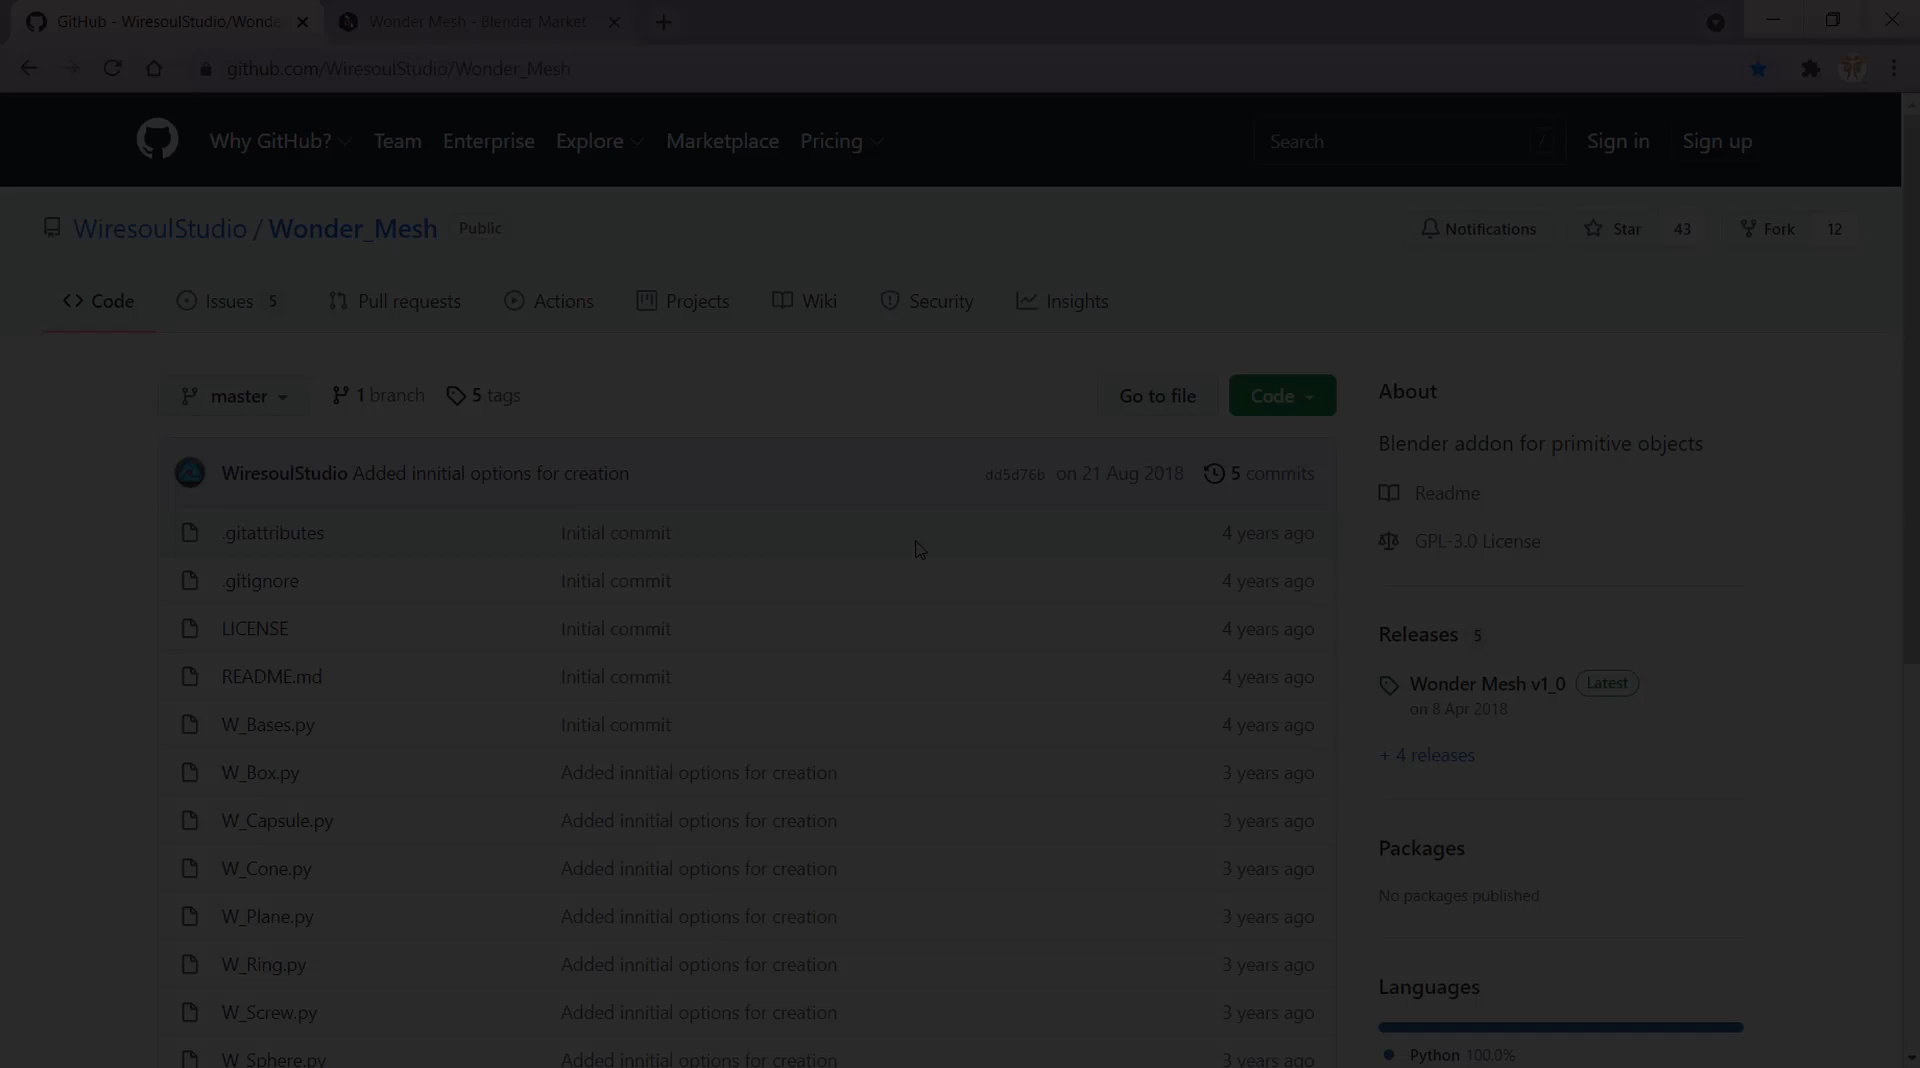 GitHub - WiresoulStudio/Wonde
Wonder Mesh - Blender Market
github.com/WiresoulStudio/Wonder_Mesh
Why GitHub? Team Enterprise Explore Marketplace Pricing Search / Sign in Sign up
WiresoulStudio / Wonder_Mesh Public Notifications Star 43 Fork 12
Code Issues 5 Pull requests Actions Projects Wiki Security Insights
master 1 branch 5 tags Go to file Code
WiresoulStudio Added innitial options for creation dd5d76b on 21 Aug 2018 5 commits
.gitattributes Initial commit 4 years ago
.gitignore Initial commit 4 years ago
LICENSE Initial commit 4 years ago
README.md Initial commit 4 years ago
W_Bases.py Initial commit 4 years ago
W_Box.py Added innitial options for creation 3 years ago
W_Capsule.py Added innitial options for creation 3 years ago
W_Cone.py Added innitial options for creation 3 years ago
W_Plane.py Added innitial options for creation 3 years ago
W_Ring.py Added innitial options for creation 3 years ago
W_Screw.py Added innitial options for creation 3 years ago
W_Sphere.py Added innitial options for creation 3 years ago
About
Blender addon for primitive objects
Readme
GPL-3.0 License
Releases 5
Wonder Mesh v1_0 Latest
on 8 Apr 2018
+ 4 releases
Packages
No packages published
Languages
Python 100.0%